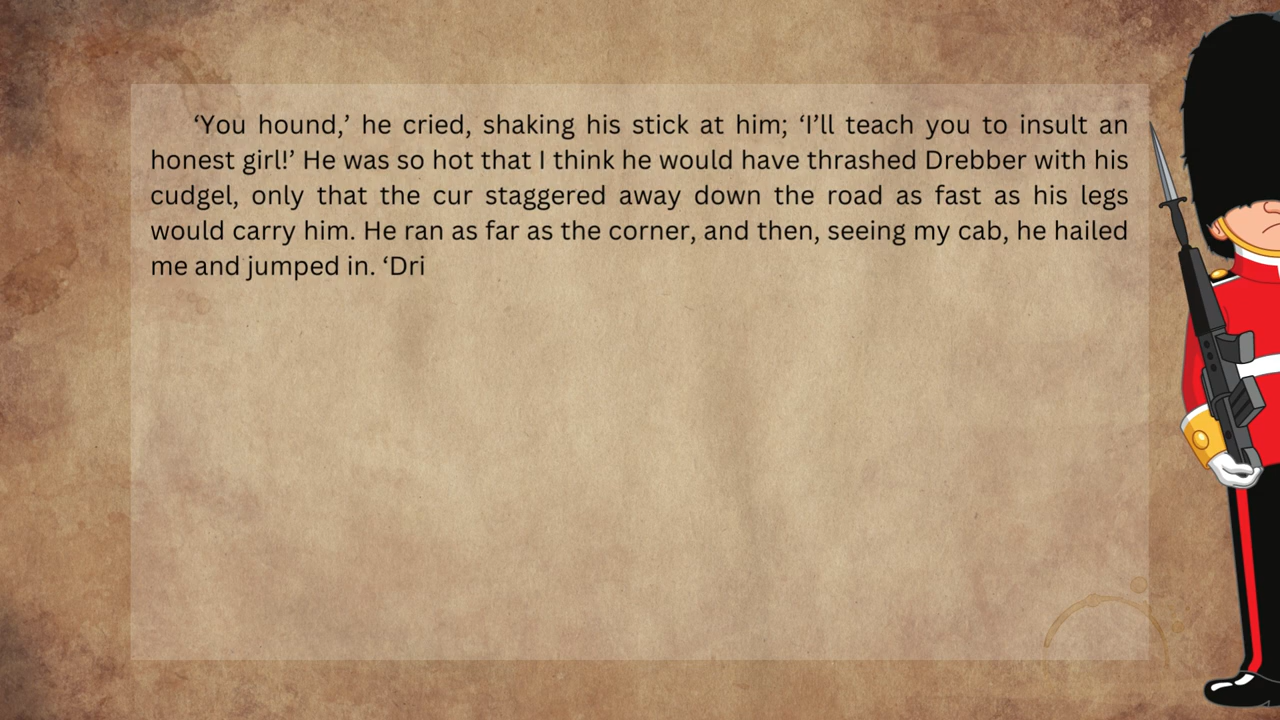 ‘You hound,’ he cried, shaking his stick at him; ‘I’ll teach you to insult an
honest girl!’ He was so hot that I think he would have thrashed Drebber with his
cudgel, only that the cur staggered away down the road as fast as his legs
would carry him. He ran as far as the corner, and then, seeing my cab, he hailed
me and jumped in. ‘Dri